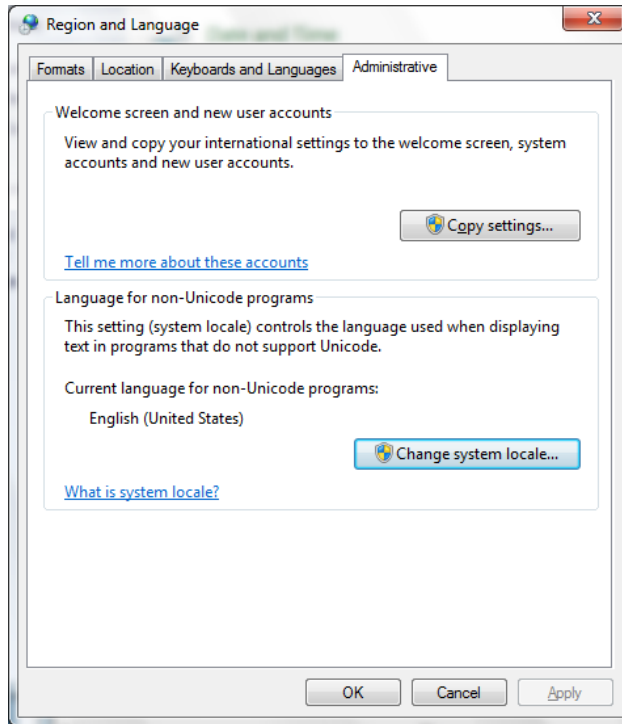 Region and Language
Date and Time
Formats
Location
Keyboards and Languages
Administrative
Welcome screen and new user accounts
View and copy your international settings to the welcome screen, system
accounts and new user accounts.
Copy settings...
Tell me more about these accounts
Language for non-Unicode programs
This setting (system locale) controls the language used when displaying
text in programs that do not support Unicode.
Current language for non-Unicode programs:
English (United States)
Change system locale...
What is system locale?
OK
Cancel
Apply